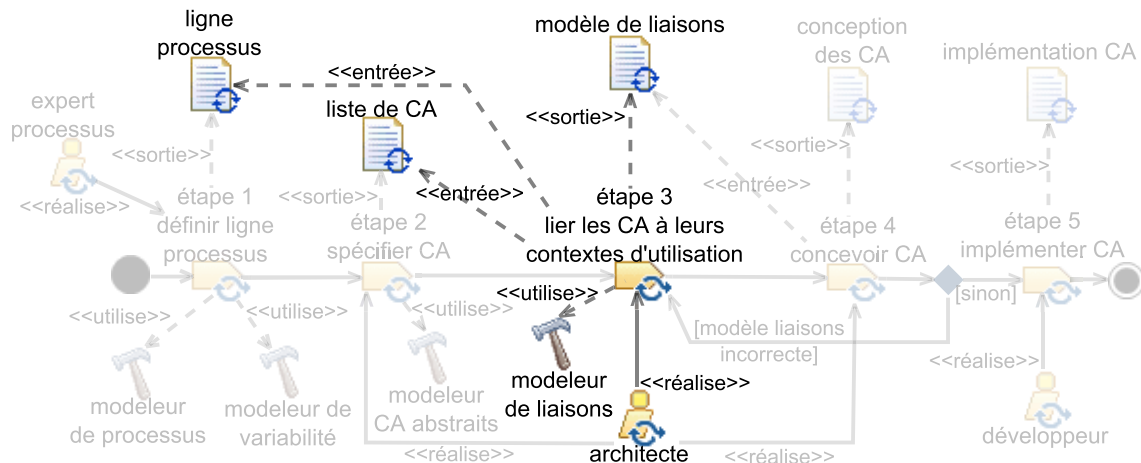 ligne
processus
modèle de liaisons
conception
des CA
implémentation CA
<<entrée>>
liste de CA
expert
processus
<<sortie>>
<<sortie>>
<<sortie>>
<<sortie>>
<<réalise>>
étape 1
définir ligne
processus
<<sortie>>
étape 2
spécifier CA
<<entrée>>
étape 3
lier les CA à leurs
contextes d'utilisation
<<entrée>>
étape 4
concevoir CA
étape 5
implémenter CA
<<utilise>>
<<utilise>>
<<utilise>>
<<utilise>>
[sinon]
[modèle liaisons
incorrecte]
modeleur
de processus
modeleur de
variabilité
modeleur
CA abstraits
modeleur
de liaisons
<<réalise>>
<<réalise>>
développeur
<<réalise>>
architecte
<<réalise>>